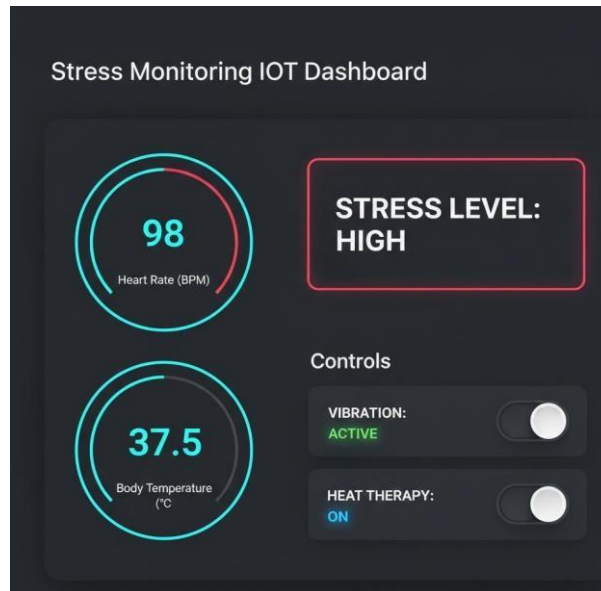 Stress Monitoring IOT Dashboard
98
Heart Rate (BPM)
STRESS LEVEL:
HIGH
37.5
Body Temperature
(°C
Controls
VIBRATION:
ACTIVE
HEAT THERAPY:
ON